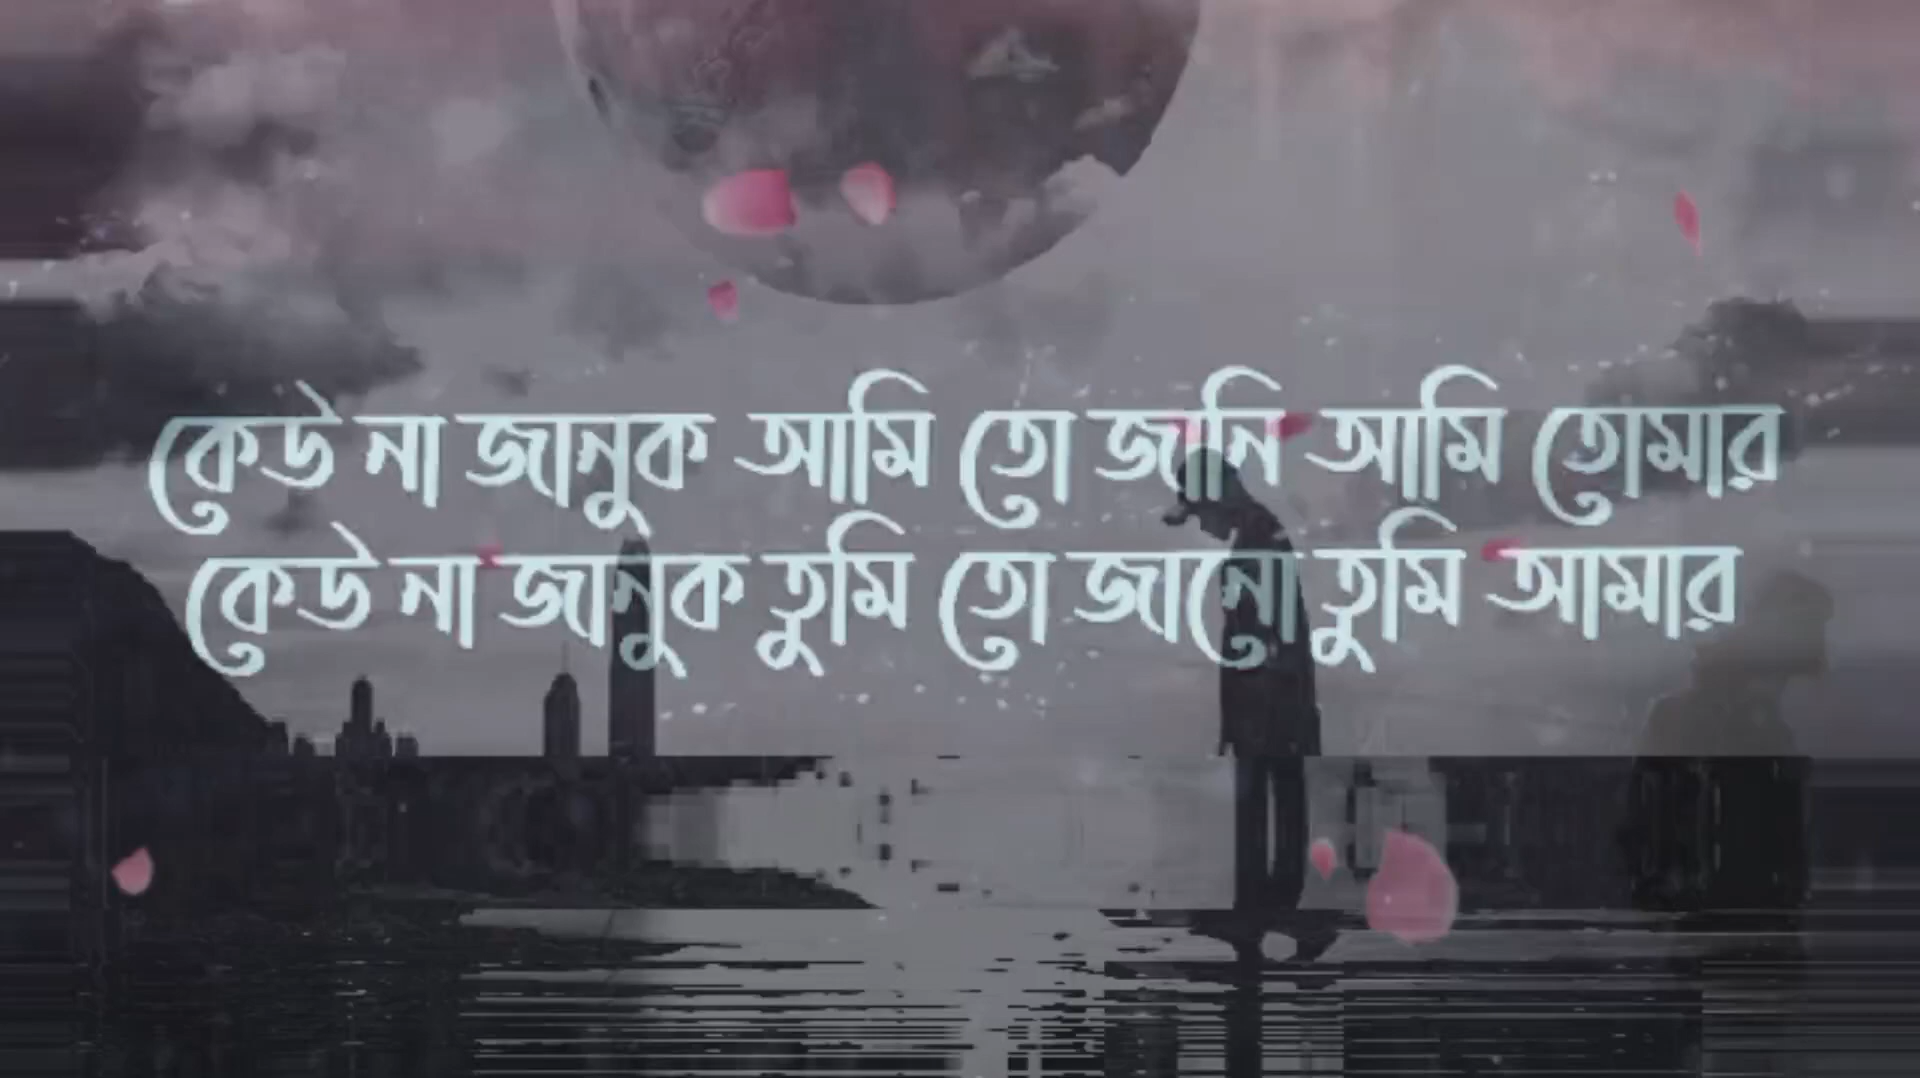 কেউ না জানুক আমি তো জানি আমি তোমার
কেউ না জানুক তুমি তো জানো তুমি আমার